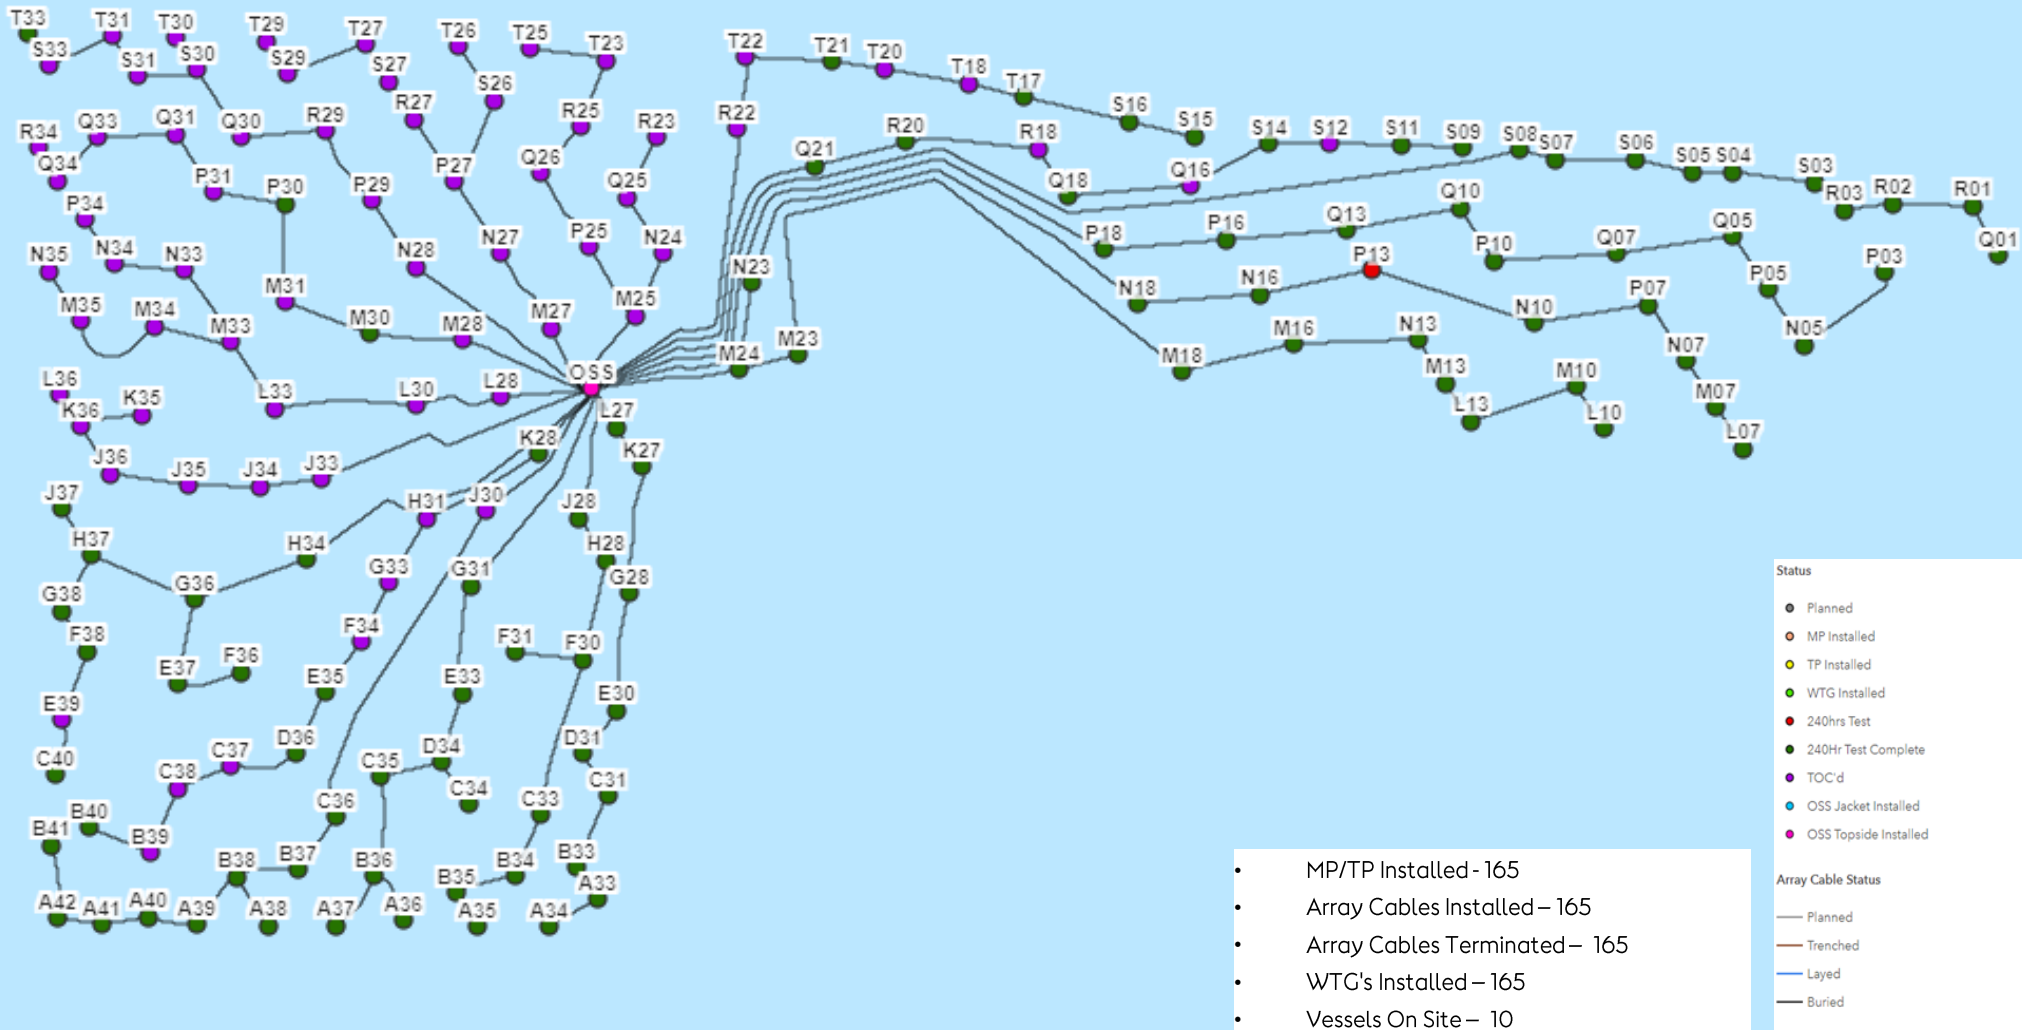 T33
T31
T30
T29
T27
T26
T25
T23
T22
T21
T20
T18
T17
S33
S31
S30
S29
S27
S26
S16
S15
R34
Q33
Q31
Q30
R29
R27
R25
R23
R22
Q21
R20
R18
S14
S12
S11
S09
S08
S07
S06
S05
S04
S03
Q34
P31
P30
P29
P27
Q26
Q25
Q18
Q16
Q10
R03
R02
R01
P34
N35
N34
N33
N28
N27
P25
N24
N23
P18
P16
Q13
P13
P10
Q07
Q05
P03
Q01
M35
M34
M33
M31
M30
M28
M27
M25
M24
M23
N18
N16
N10
P07
P05
N05
M18
M16
N13
M13
L13
M10
L10
N07
M07
L07
L36
K36
K35
L33
L30
L28
OSS
L27
K28
K27
J36
J35
J34
J33
J37
H37
H34
H31
J30
J28
H28
G38
G36
G33
G31
G28
F38
F36
F34
F31
F30
E39
E37
E35
E33
E30
C40
C38
C37
D36
D34
D31
C36
C35
C34
C33
C31
B41
B40
B39
B38
B37
B36
B35
B34
B33
A42
A41
A40
A39
A38
A37
A36
A35
A34
A33
Status
Planned
MP Installed
TP Installed
WTG Installed
240hrs Test
240Hr Test Complete
TOC'd
OSS Jacket Installed
OSS Topside Installed
Array Cable Status
Planned
Trenched
Layed
Buried
• MP/TP Installed - 165
• Array Cables Installed – 165
• Array Cables Terminated – 165
• WTG's Installed – 165
• Vessels On Site – 10